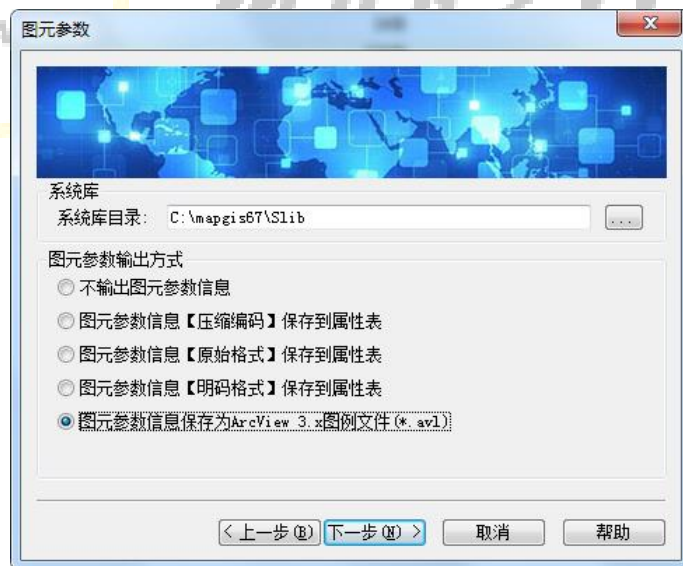 图元参数
系统库
系统库目录: C:\mapgis67\Slib ...
图元参数输出方式
不输出图元参数信息
图元参数信息【压缩编码】保存到属性表
图元参数信息【原始格式】保存到属性表
图元参数信息【明码格式】保存到属性表
图元参数信息保存为ArcView 3.x图例文件(*.avl)
< 上一步(B) 下一步(N) > 取消 帮助